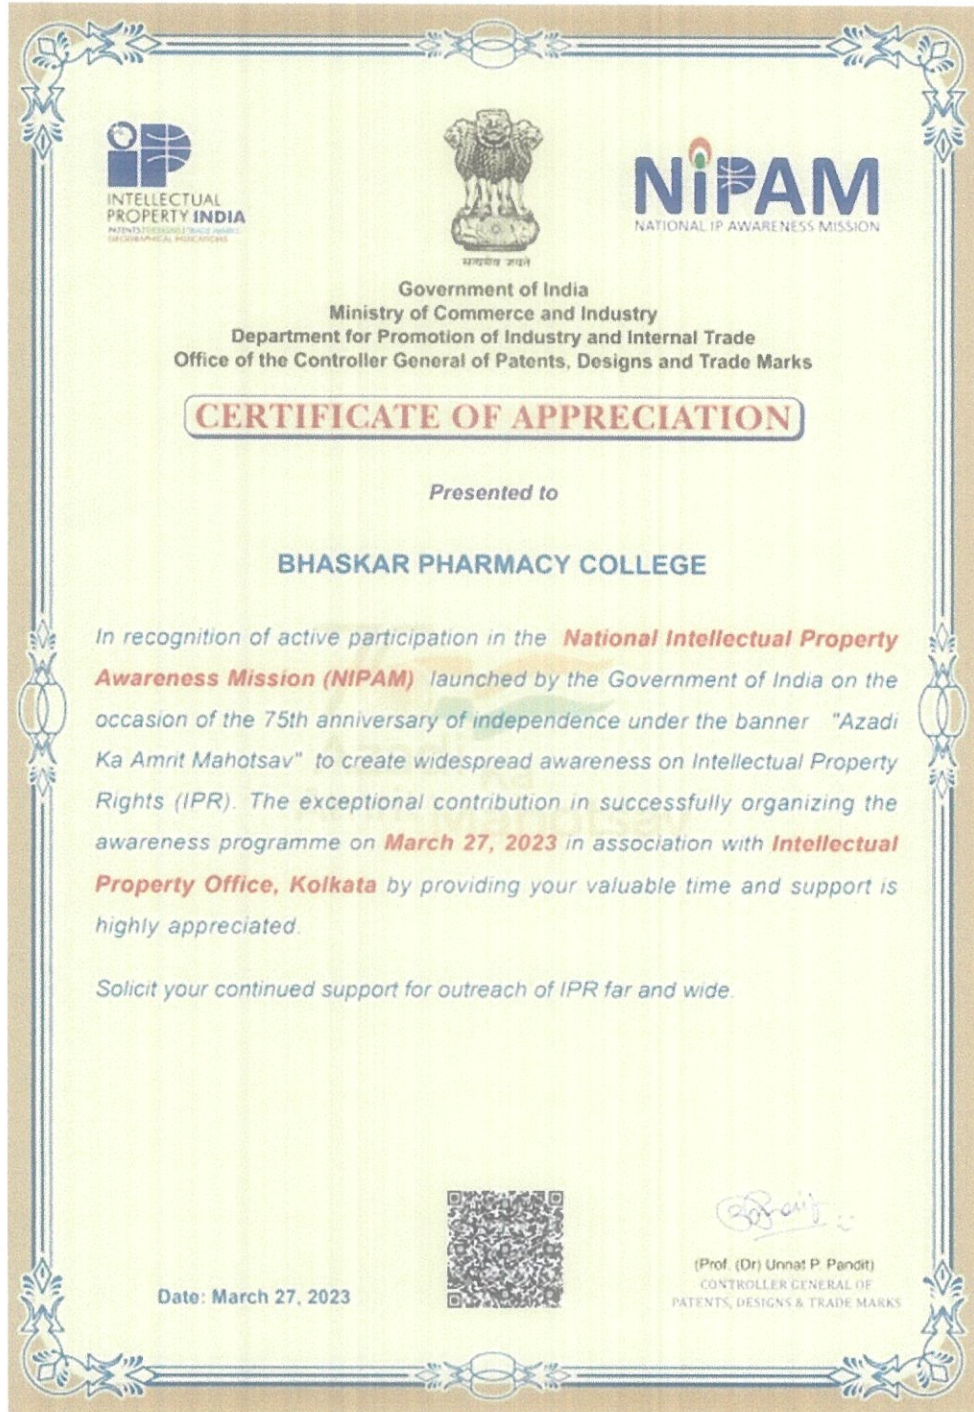 INTELLECTUAL
PROPERTY INDIA
PATENTS | DESIGNS | TRADE MARKS
GEOGRAPHICAL INDICATIONS
सत्यमेव जयते
NiPAM
NATIONAL IP AWARENESS MISSION
Government of India
Ministry of Commerce and Industry
Department for Promotion of Industry and Internal Trade
Office of the Controller General of Patents, Designs and Trade Marks
CERTIFICATE OF APPRECIATION
Presented to
BHASKAR PHARMACY COLLEGE
In recognition of active participation in the National Intellectual Property
Awareness Mission (NIPAM) launched by the Government of India on the
occasion of the 75th anniversary of independence under the banner "Azadi
Ka Amrit Mahotsav" to create widespread awareness on Intellectual Property
Rights (IPR). The exceptional contribution in successfully organizing the
awareness programme on March 27, 2023 in association with Intellectual
Property Office, Kolkata by providing your valuable time and support is
highly appreciated.
Solicit your continued support for outreach of IPR far and wide.
Date: March 27, 2023
(Prof. (Dr) Unnat P. Pandit)
CONTROLLER GENERAL OF
PATENTS, DESIGNS & TRADE MARKS